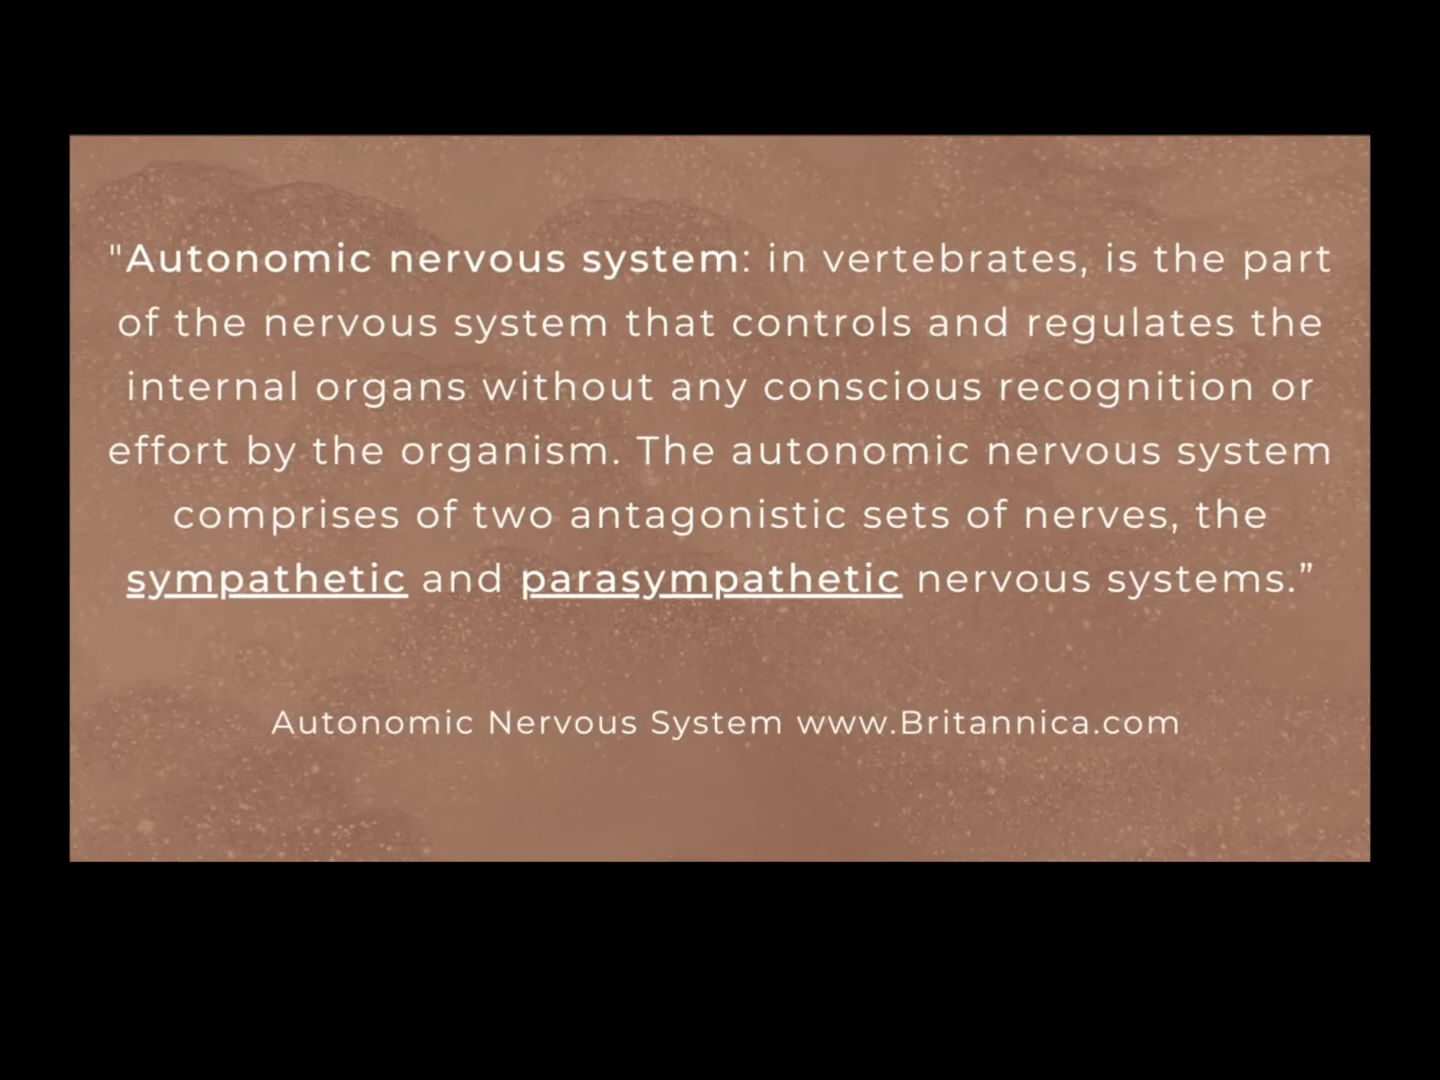 "Autonomic nervous system: in vertebrates, is the part
of the nervous system that controls and regulates the
internal organs without any conscious recognition or
effort by the organism. The autonomic nervous system
comprises of two antagonistic sets of nerves, the
sympathetic and parasympathetic nervous systems.”
Autonomic Nervous System www.Britannica.com